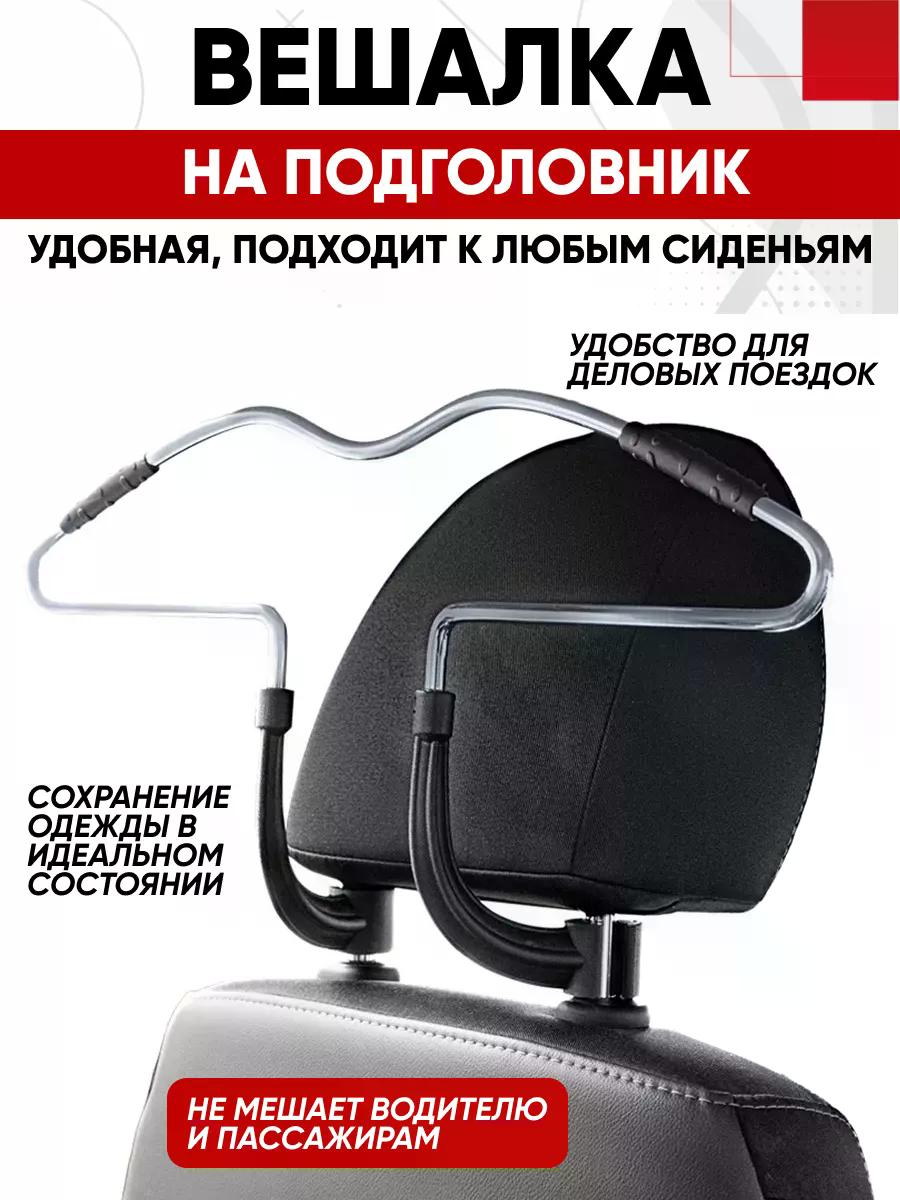 ВЕШАЛКА
НА ПОДГОЛОВНИК
УДОБНАЯ, ПОДХОДИТ К ЛЮБЫМ СИДЕНЬЯМ
УДОБСТВО ДЛЯ
ДЕЛОВЫХ ПОЕЗДОК
СОХРАНЕНИЕ
ОДЕЖДЫ В
ИДЕАЛЬНОМ
СОСТОЯНИИ
НЕ МЕШАЕТ ВОДИТЕЛЮ
И ПАССАЖИРАМ